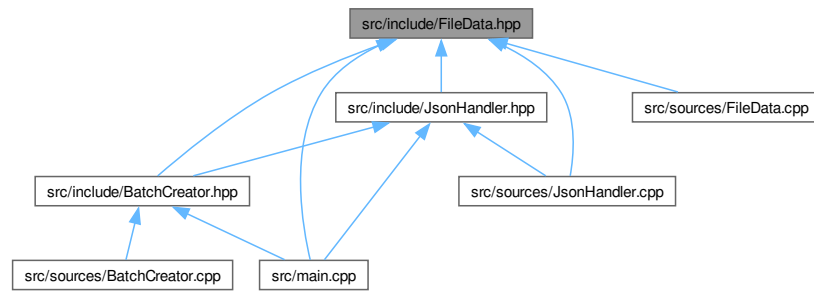 src/include/FileData.hpp
src/include/JsonHandler.hpp
src/sources/FileData.cpp
src/include/BatchCreator.hpp
src/sources/JsonHandler.cpp
src/sources/BatchCreator.cpp
src/main.cpp